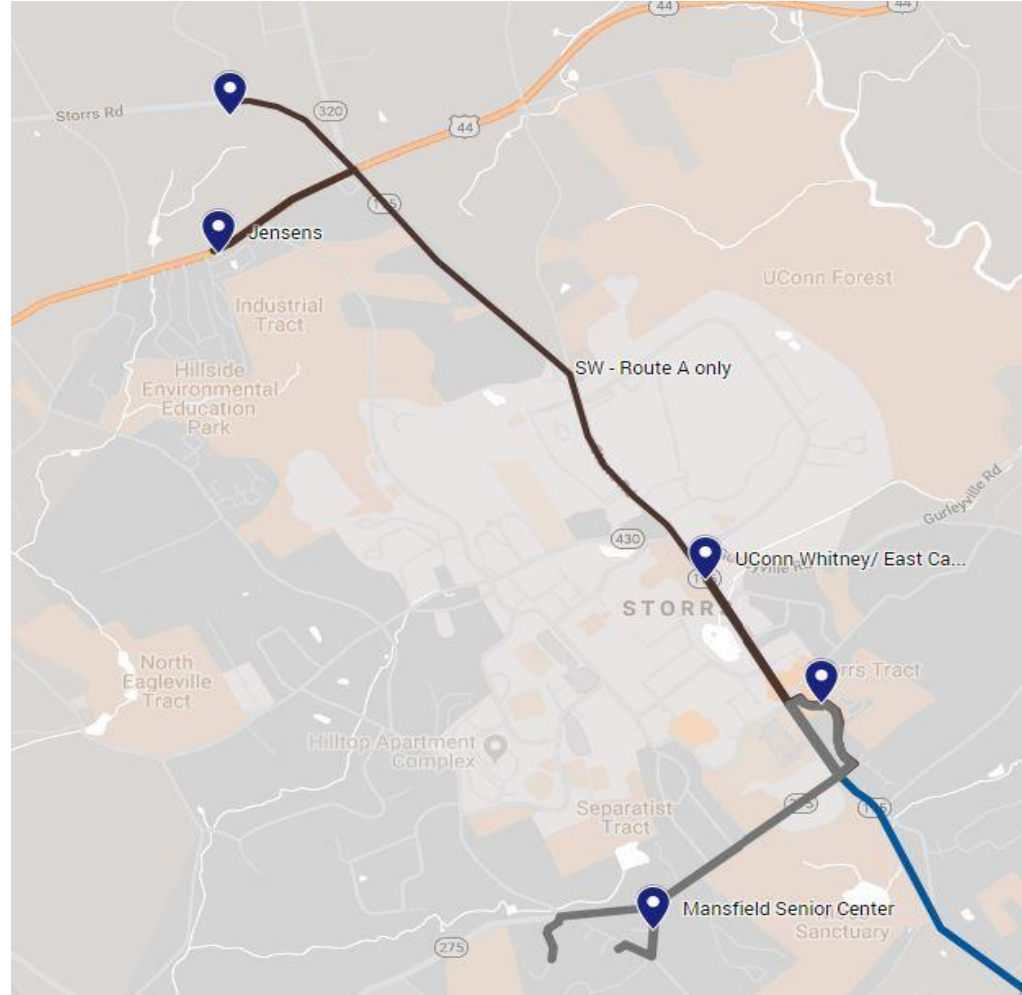 44
44
Storrs Rd
320
44
195
Jensens
UConn Forest
Industrial
Tract
SW - Route A only
Hillside
Environmental
Education
Park
Gurleyville Rd
430
UConn Whitney/ East Ca...
195
STORRS
North
Eagleville
Tract
Tract
Hilltop Apartment
Complex
Separatist
Tract
275
195
Mansfield Senior Center
Sanctuary
275